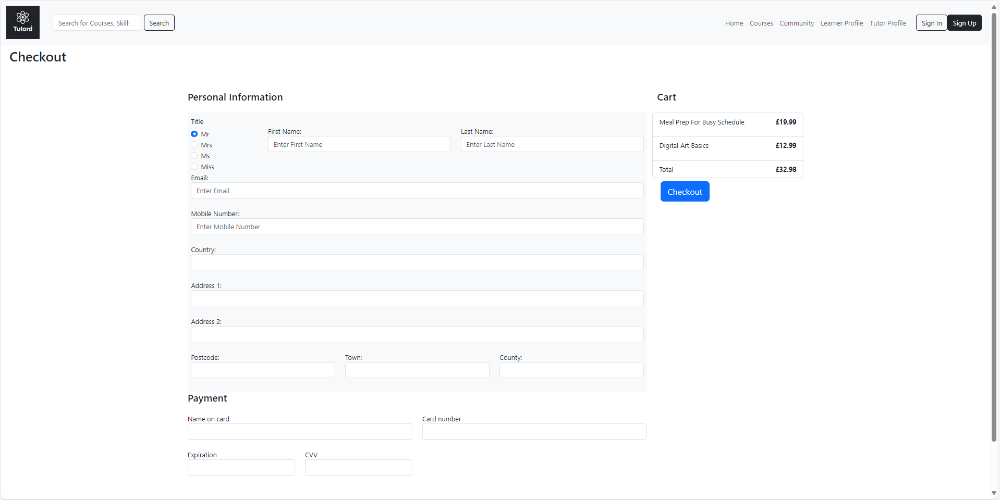 Tutord
Search for Courses, Skill
Search
Home
Courses
Community
Learner Profile
Tutor Profile
Sign In
Sign Up
Checkout
Personal Information
Title
Mr
Mrs
Ms
Miss
First Name:
Enter First Name
Last Name:
Enter Last Name
Email:
Enter Email
Mobile Number:
Enter Mobile Number
Country:
Address 1:
Address 2:
Postcode:
Town:
County:
Payment
Name on card
Card number
Expiration
CVV
Cart
Meal Prep For Busy Schedule £19.99
Digital Art Basics £12.99
Total £32.98
Checkout